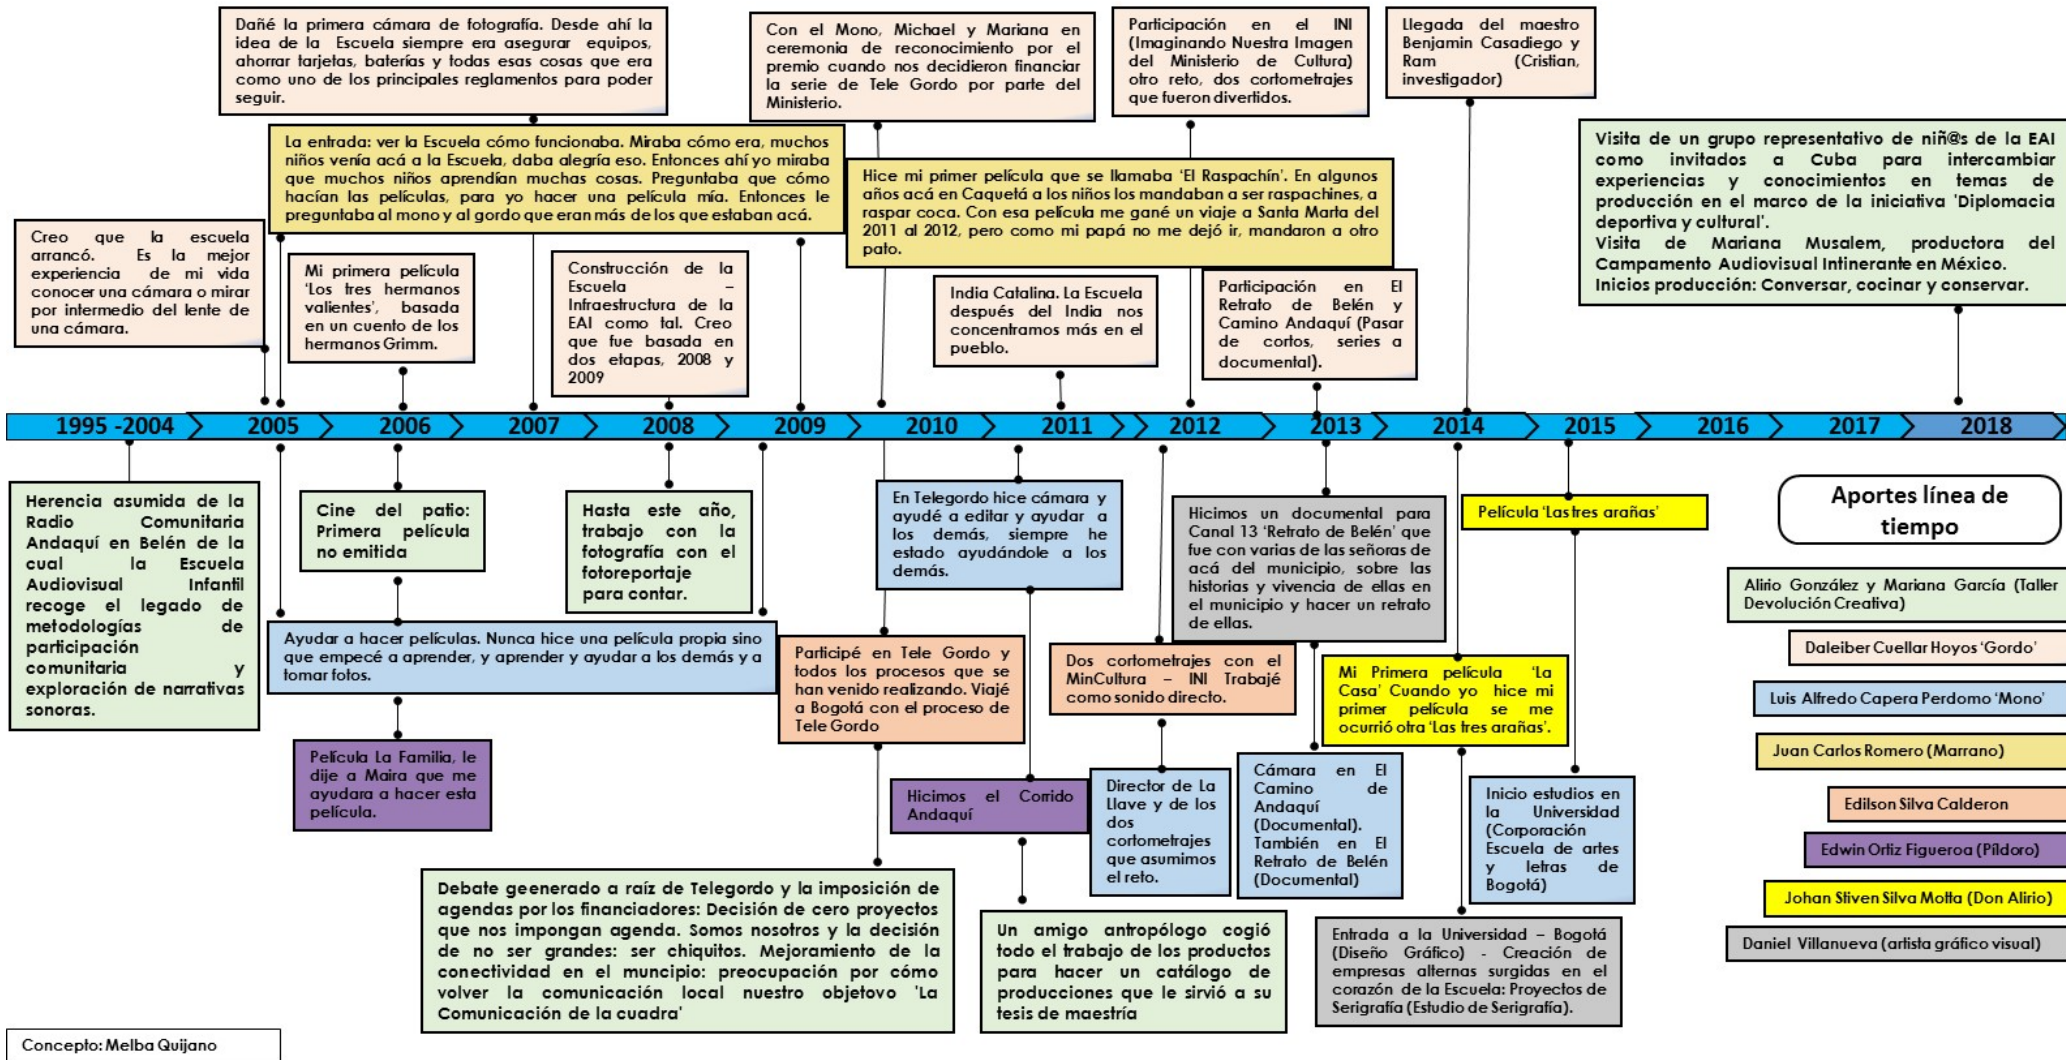 Dañé la primera cámara de fotografía. Desde ahí la
idea de la Escuela siempre era asegurar equipos,
ahorrar tarjetas, baterías y todas esas cosas que era
como uno de los principales reglamentos para poder
seguir.
Con el Mono, Michael y Mariana en
ceremonia de reconocimiento por el
premio cuando nos decidieron financiar
la serie de Tele Gordo por parte del
Ministerio.
Participación en el INI
(Imaginando Nuestra Imagen
del Ministerio de Cultura)
otro reto, dos cortometrajes
que fueron divertidos.
Llegada del maestro
Benjamin Casadiego y
Ram (Cristian,
investigador)
La entrada: ver la Escuela cómo funcionaba. Miraba cómo era, muchos
niños venía acá a la Escuela, daba alegría eso. Entonces ahí yo miraba
que muchos niños aprendían muchas cosas. Preguntaba que cómo
hacían las películas, para yo hacer una película mía. Entonces le
preguntaba al mono y al gordo que eran más de los que estaban acá.
Hice mi primer película que se llamaba ‘El Raspachín’. En algunos
años acá en Caquetá a los niños los mandaban a ser raspachines, a
raspar coca. Con esa película me gané un viaje a Santa Marta del
2011 al 2012, pero como mi papá no me dejó ir, mandaron a otro
pato.
Visita de un grupo representativo de niñ@s de la EAI
como invitados a Cuba para intercambiar
experiencias y conocimientos en temas de
producción en el marco de la iniciativa 'Diplomacia
deportiva y cultural'.
Visita de Mariana Musalem, productora del
Campamento Audiovisual Intinerante en México.
Inicios producción: Conversar, cocinar y conservar.
Creo que la escuela
arrancó. Es la mejor
experiencia de mi vida
conocer una cámara o mirar
por intermedio del lente de
una cámara.
Mi primera película
‘Los tres hermanos
valientes’, basada
en un cuento de los
hermanos Grimm.
Construcción de la
Escuela –
Infraestructura de la
EAI como tal. Creo
que fue basada en
dos etapas, 2008 y
2009
India Catalina. La Escuela
después del India nos
concentramos más en el
pueblo.
Participación en El
Retrato de Belén y
Camino Andaquí (Pasar
de cortos, series a
documental).
1995 -2004 2005 2006 2007 2008 2009 2010 2011 2012 2013 2014 2015 2016 2017 2018
Herencia asumida de la
Radio Comunitaria
Andaquí en Belén de la
cual la Escuela
Audiovisual Infantil
recoge el legado de
metodologías de
participación
comunitaria y
exploración de narrativas
sonoras.
Cine del patio:
Primera película
no emitida
Hasta este año,
trabajo con la
fotografía con el
fotoreportaje
para contar.
En Telegordo hice cámara y
ayudé a editar y ayudar a
los demás, siempre he
estado ayudándole a los
demás.
Hicimos un documental para
Canal 13 ‘Retrato de Belén’ que
fue con varias de las señoras de
acá del municipio, sobre las
historias y vivencia de ellas en
el municipio y hacer un retrato
de ellas.
Película ‘Las tres arañas’
Ayudar a hacer películas. Nunca hice una película propia sino
que empecé a aprender, y aprender y ayudar a los demás y a
tomar fotos.
Participé en Tele Gordo y
todos los procesos que se
han venido realizando. Viajé
a Bogotá con el proceso de
Tele Gordo
Dos cortometrajes con el
MinCultura – INI Trabajé
como sonido directo.
Mi Primera película ‘La
Casa’ Cuando yo hice mi
primer película se me
ocurrió otra ‘Las tres arañas’.
Película La Familia, le
dije a Maira que me
ayudara a hacer esta
película.
Hicimos el Corrido
Andaquí
Director de La
Llave y de los
dos
cortometrajes
que asumimos
el reto.
Cámara en El
Camino de
Andaquí
(Documental).
También en El
Retrato de Belén
(Documental)
Inicio estudios en
la Universidad
(Corporación
Escuela de artes
y letras de
Bogotá)
Debate geenerado a raíz de Telegordo y la imposición de
agendas por los financiadores: Decisión de cero proyectos
que nos impongan agenda. Somos nosotros y la decisión
de no ser grandes: ser chiquitos. Mejoramiento de la
conectividad en el muncipio: preocupación por cómo
volver la comunicación local nuestro objetovo 'La
Comunicación de la cuadra'
Un amigo antropólogo cogió
todo el trabajo de los productos
para hacer un catálogo de
producciones que le sirvió a su
tesis de maestría
Entrada a la Universidad – Bogotá
(Diseño Gráfico) - Creación de
empresas alternas surgidas en el
corazón de la Escuela: Proyectos de
Serigrafía (Estudio de Serigrafía).
Aportes línea de
tiempo
Alirio González y Mariana García (Taller
Devolución Creativa)
Daleiber Cuellar Hoyos ‘Gordo’
Luis Alfredo Capera Perdomo ‘Mono’
Juan Carlos Romero (Marrano)
Edilson Silva Calderon
Edwin Ortiz Figueroa (Píldoro)
Johan Stiven Silva Motta (Don Alirio)
Daniel Villanueva (artista gráfico visual)
Concepto: Melba Quijano